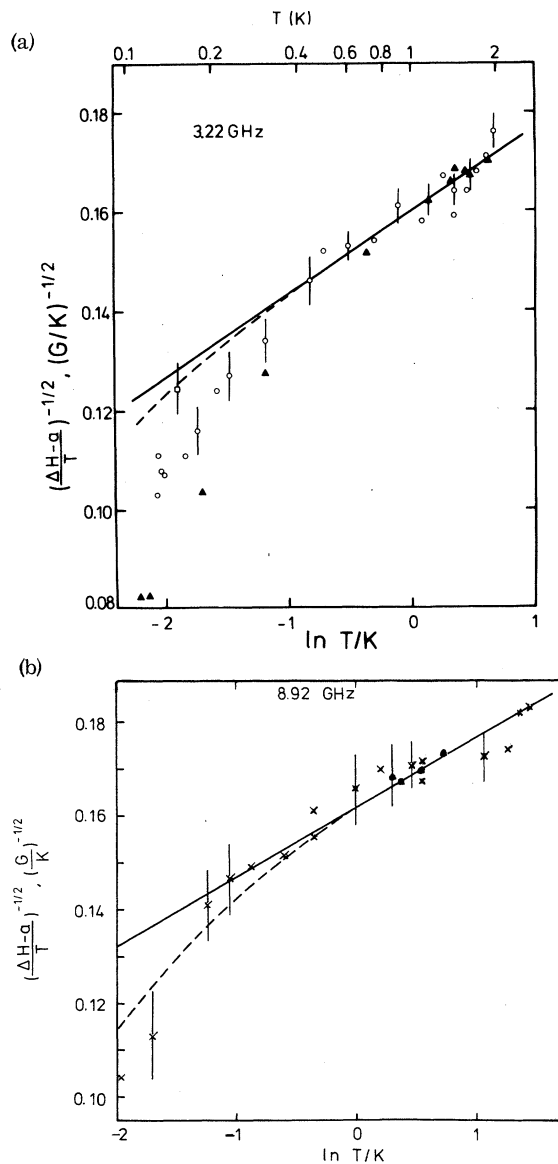 T (K)
(a)
0.1 0.2 0.4 0.6 0.8 1 2
3.22 GHz
0.18
0.16
0.14
0.12
0.10
0.08
(ΔH-a / T)^-1/2, (G/K)^-1/2
-2 -1 0 1
ln T/K
(b)
8.92 GHz
0.18
0.16
0.14
0.12
0.10
(ΔH-a / T)^-1/2, (G/K)^-1/2
-2 -1 0 1
ln T/K